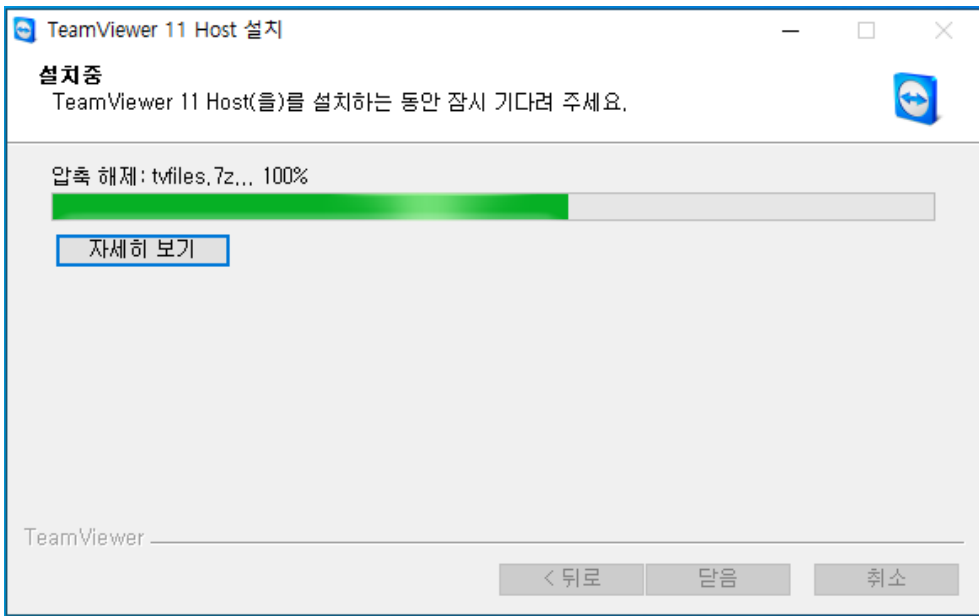 TeamViewer 11 Host 설치
설치중
TeamViewer 11 Host(을)를 설치하는 동안 잠시 기다려 주세요.
압축 해제: tvfiles.7z... 100%
자세히 보기
TeamViewer
< 뒤로 닫음 취소